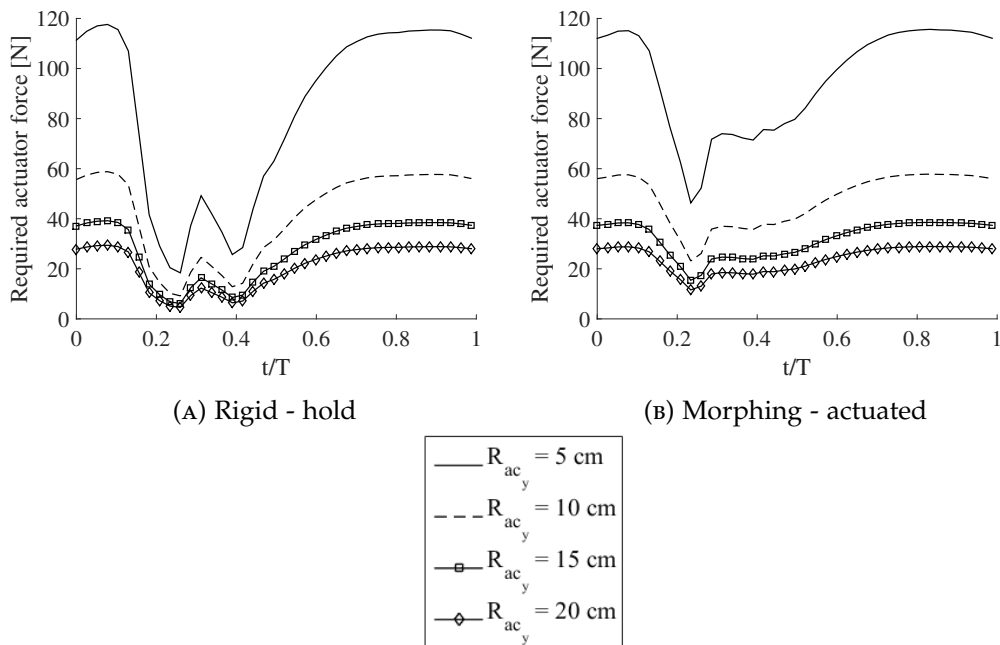 120
100
80
60
40
20
0
Required actuator force [N]
0
0.2
0.4
0.6
0.8
1
t/T
(A) Rigid - hold
120
100
80
60
40
20
0
Required actuator force [N]
0
0.2
0.4
0.6
0.8
1
t/T
(B) Morphing - actuated
R_ac_y = 5 cm
R_ac_y = 10 cm
R_ac_y = 15 cm
R_ac_y = 20 cm